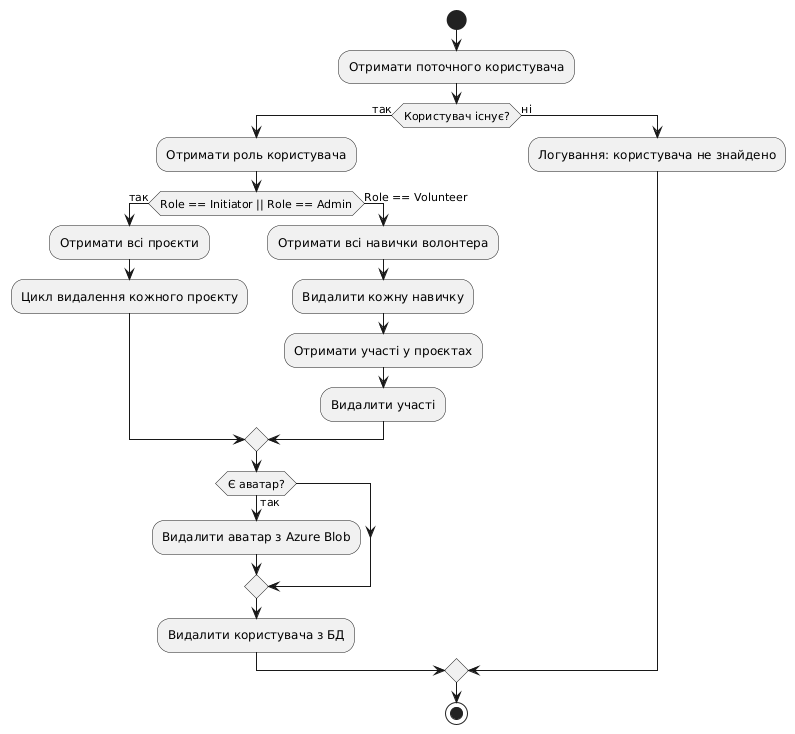 Отримати поточного користувача
так
Користувач існує?
ні
Отримати роль користувача
Логування: користувача не знайдено
так
Role == Initiator || Role == Admin
Role == Volunteer
Отримати всі проєкти
Отримати всі навички волонтера
Цикл видалення кожного проєкту
Видалити кожну навичку
Отримати участі у проєктах
Видалити участі
Є аватар?
так
Видалити аватар з Azure Blob
Видалити користувача з БД